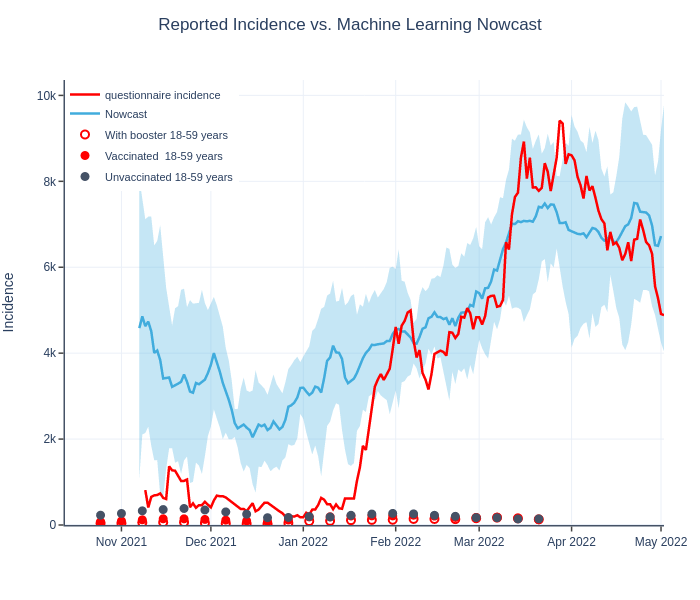 Reported Incidence vs. Machine Learning Nowcast
questionnaire incidence
Nowcast
With booster 18-59 years
Vaccinated  18-59 years
Unvaccinated 18-59 years
Incidence
10k
8k
6k
4k
2k
0
Nov 2021
Dec 2021
Jan 2022
Feb 2022
Mar 2022
Apr 2022
May 2022